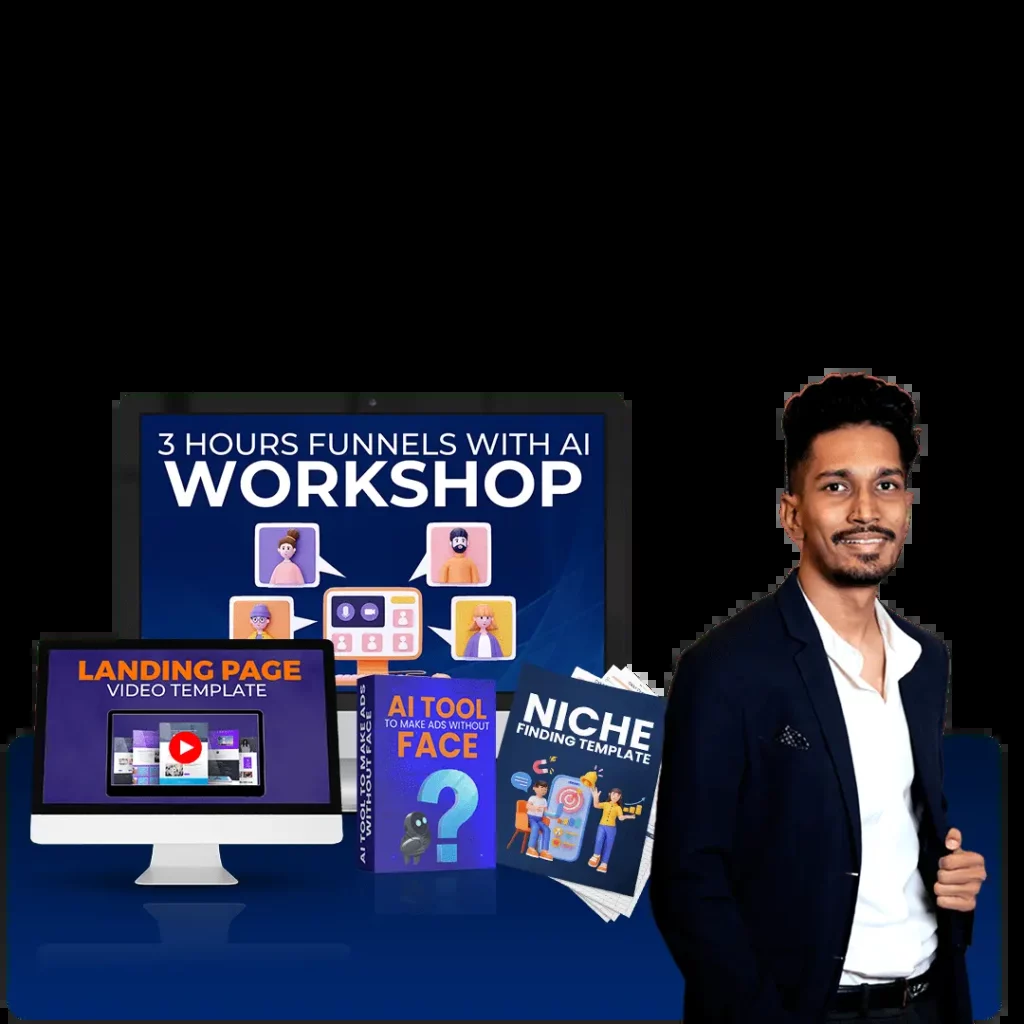 3 HOURS FUNNELS WITH AI
WORKSHOP
LANDING PAGE
VIDEO TEMPLATE
AI TOOL TO MAKE ADS
WITHOUT FACE
AI TOOL
TO MAKE ADS WITHOUT
FACE
NICHE
FINDING TEMPLATE